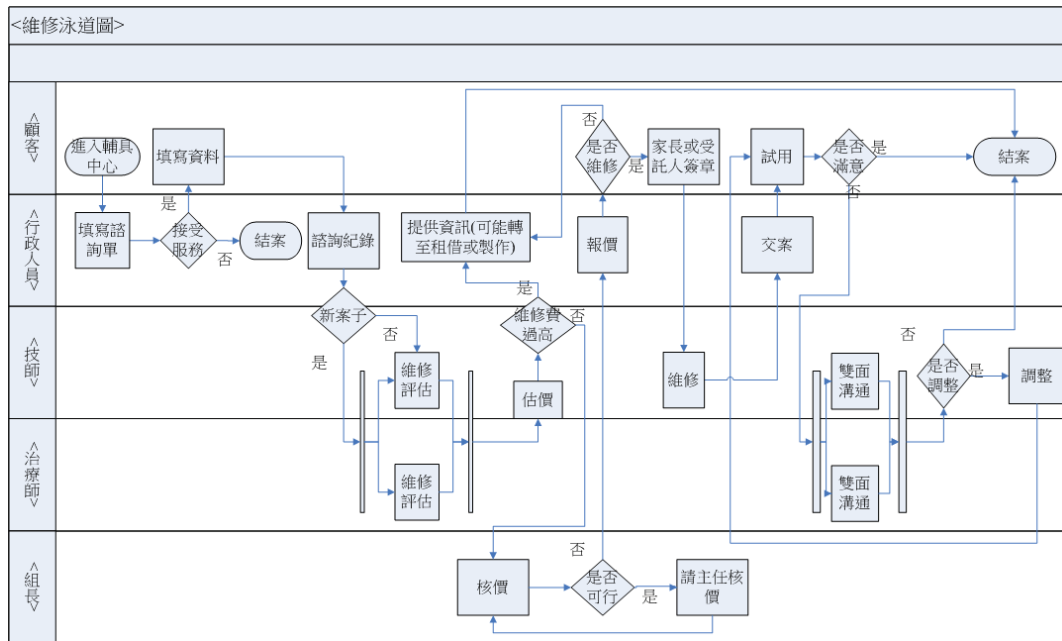 <維修泳道圖>
<顧客>
進入輔具
中心
填寫資料
是否
維修
否
是
家長或受
託人簽章
試用
是否
滿意
是
否
結案
<行政人員>
填寫諮
詢單
是
接受
服務
否
結案
諮詢紀錄
提供資訊(可能轉
至租借或製作)
報價
交案
<技師>
新案子
否
是
維修
評估
是
維修費
過高
否
估價
維修
雙面
溝通
否
是否
調整
是
調整
<治療師>
維修
評估
雙面
溝通
<組長>
核價
否
是否
可行
是
請主任核
價